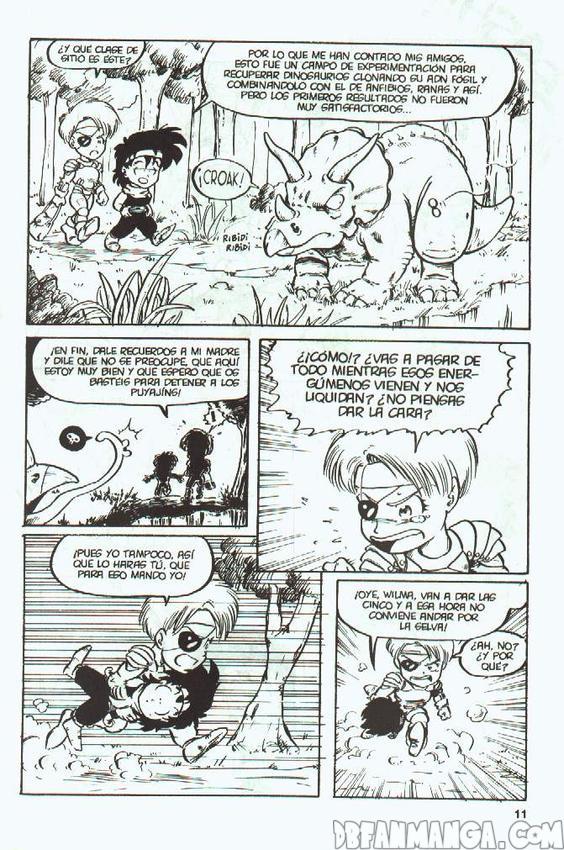 ¿Y QUÉ CLASE DE
SITIO ES ÉSTE?
POR LO QUE ME HAN CONTADO MIS AMIGOS,
ESTO FUE UN CAMPO DE EXPERIMENTACIÓN PARA
RECUPERAR DINOSAURIOS CLONANDO SU ADN FÓSIL Y
COMBINÁNDOLO CON EL DE ANFIBIOS, RANAS Y ASÍ.
PERO LOS PRIMEROS RESULTADOS NO FUERON
MUY SATISFACTORIOS...
¡CROAK!
RIBIDI
RIBIDI
8
¡EN FIN, DALE RECUERDOS A MI MADRE
Y DILE QUE NO SE PREOCUPE, QUE AQUÍ
ESTOY MUY BIEN Y QUE ESPERO QUE OS
BASTÉIS PARA DETENER A LOS
PUYAJINS!
!
¿¡CÓMO!? ¿VAS A PASAR DE
TODO MIENTRAS ESOS ENER-
GÚMENOS VIENEN Y NOS
LIQUIDAN? ¿NO PIENSAS
DAR LA CARA?
¡PUES YO TAMPOCO, ASÍ
QUE LO HARAS TÚ, QUE
PARA ESO MANDO YO!
¡OYE, WILMA, VAN A DAR LAS
CINCO Y A ESA HORA NO
CONVIENE ANDAR POR
LA SELVA!
¿AH, NO?
¿Y POR
QUÉ?
11
DBFANMANGA.COM